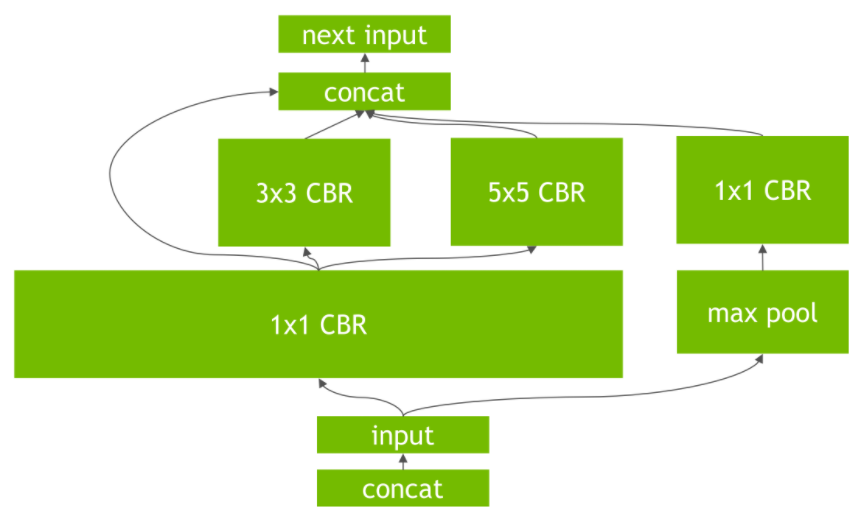 next input
concat
3x3 CBR
5x5 CBR
1x1 CBR
1x1 CBR
max pool
input
concat